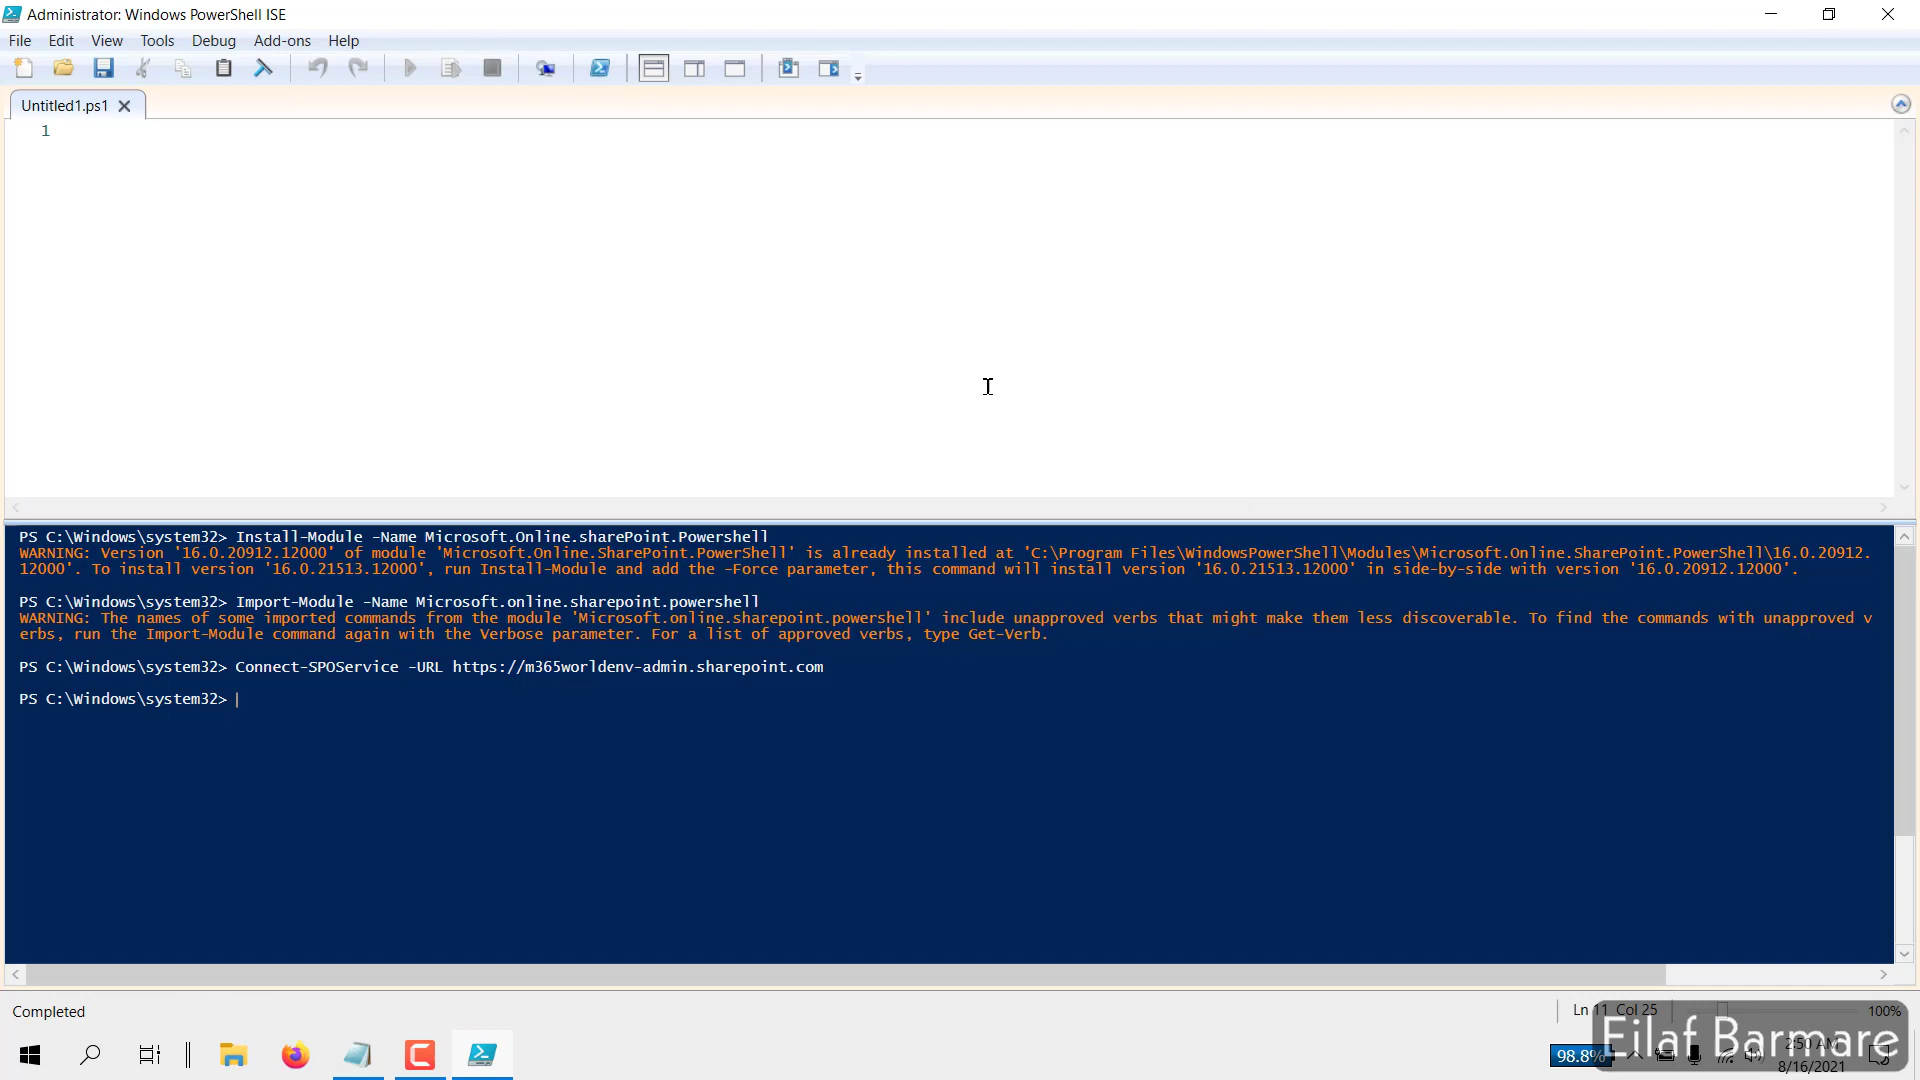 Administrator: Windows PowerShell ISE
File Edit View Tools Debug Add-ons Help
Untitled1.ps1
1
PS C:\Windows\system32> Install-Module -Name Microsoft.Online.sharePoint.Powershell
WARNING: Version '16.0.20912.12000' of module 'Microsoft.Online.SharePoint.PowerShell' is already installed at 'C:\Program Files\WindowsPowerShell\Modules\Microsoft.Online.SharePoint.PowerShell\16.0.20912.
12000'. To install version '16.0.21513.12000', run Install-Module and add the -Force parameter, this command will install version '16.0.21513.12000' in side-by-side with version '16.0.20912.12000'.
PS C:\Windows\system32> Import-Module -Name Microsoft.online.sharepoint.powershell
WARNING: The names of some imported commands from the module 'Microsoft.online.sharepoint.powershell' include unapproved verbs that might make them less discoverable. To find the commands with unapproved v
erbs, run the Import-Module command again with the Verbose parameter. For a list of approved verbs, type Get-Verb.
PS C:\Windows\system32> Connect-SPOService -URL https://m365worldenv-admin.sharepoint.com
PS C:\Windows\system32>
Completed
Ln 11 Col 25
100%
Eilaf Barmare
98.8%
2:50 AM
8/16/2021